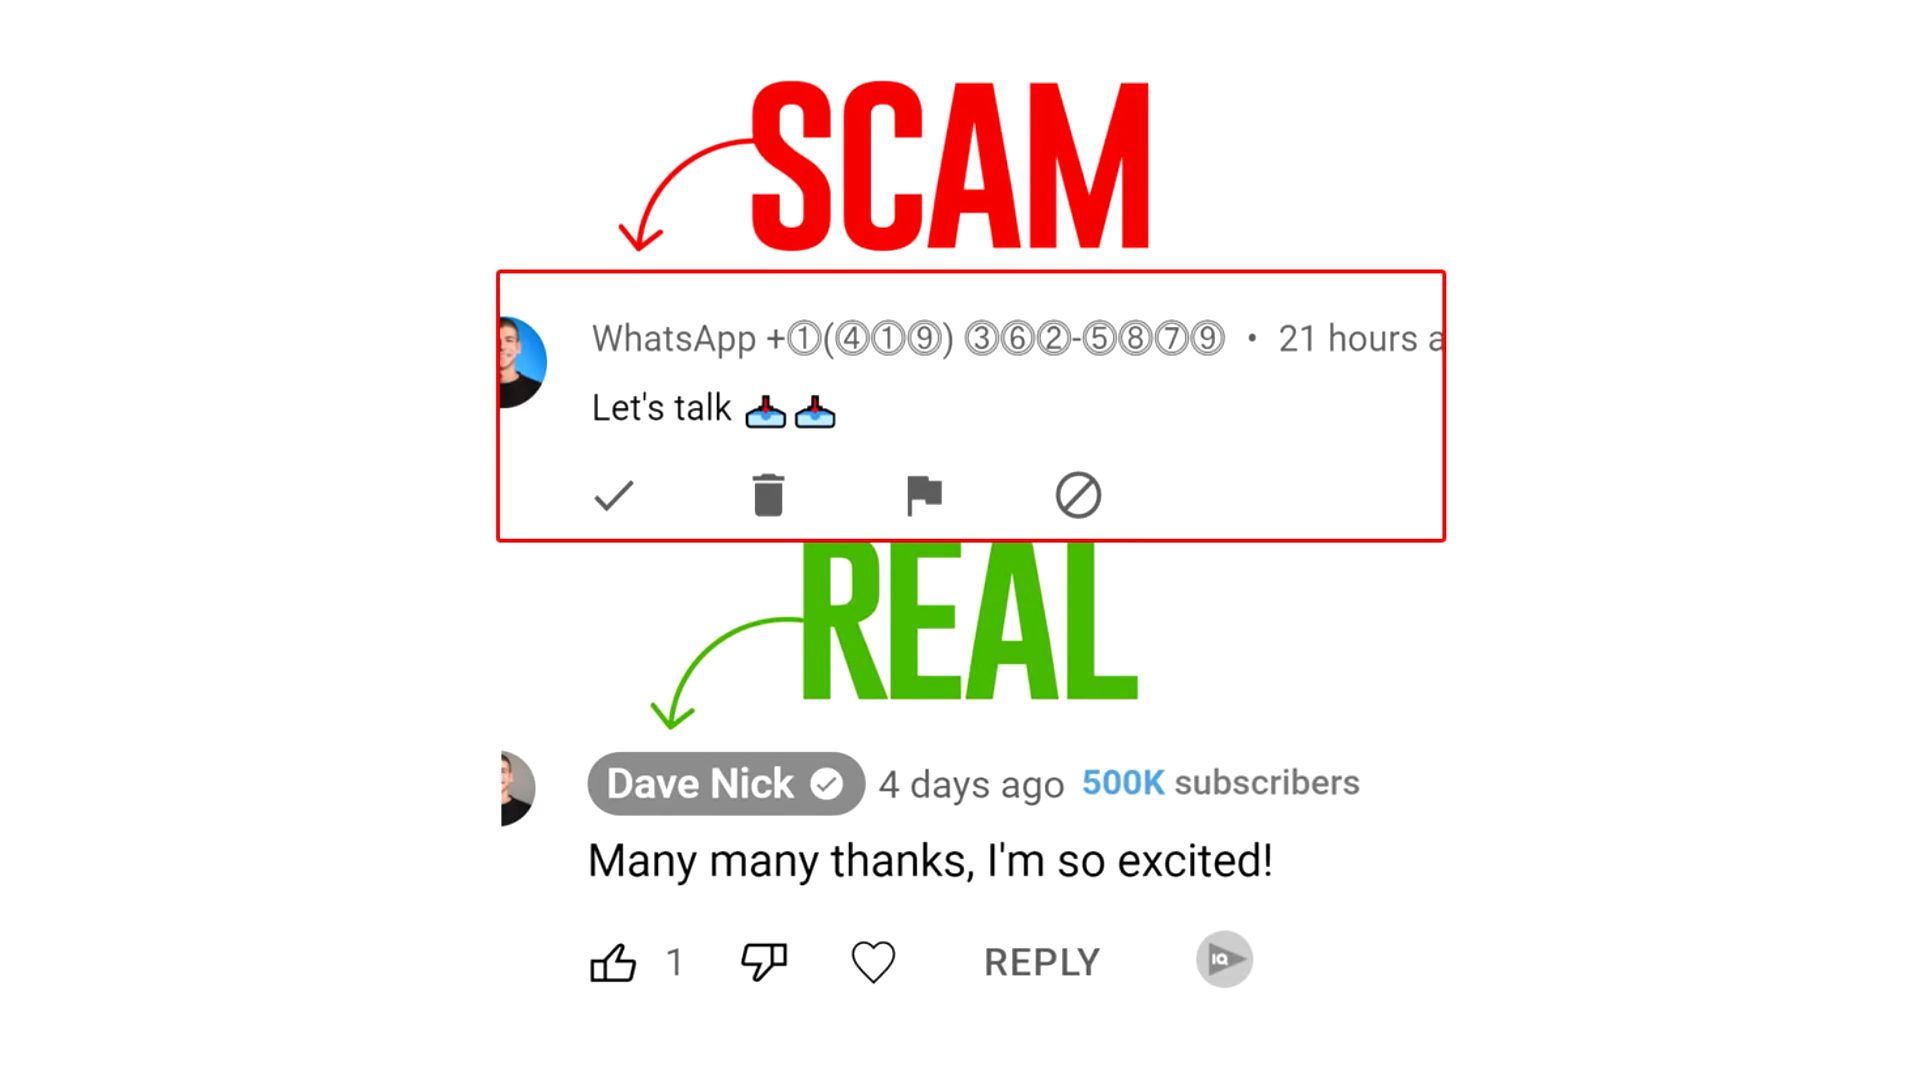 SCAM
WhatsApp +①(④①⑨) ③⑥②-⑤⑧⑦⑨ • 21 hours a
Let's talk 📥📥
REAL
Dave Nick 4 days ago 500K subscribers
Many many thanks, I'm so excited!
1 REPLY IQ